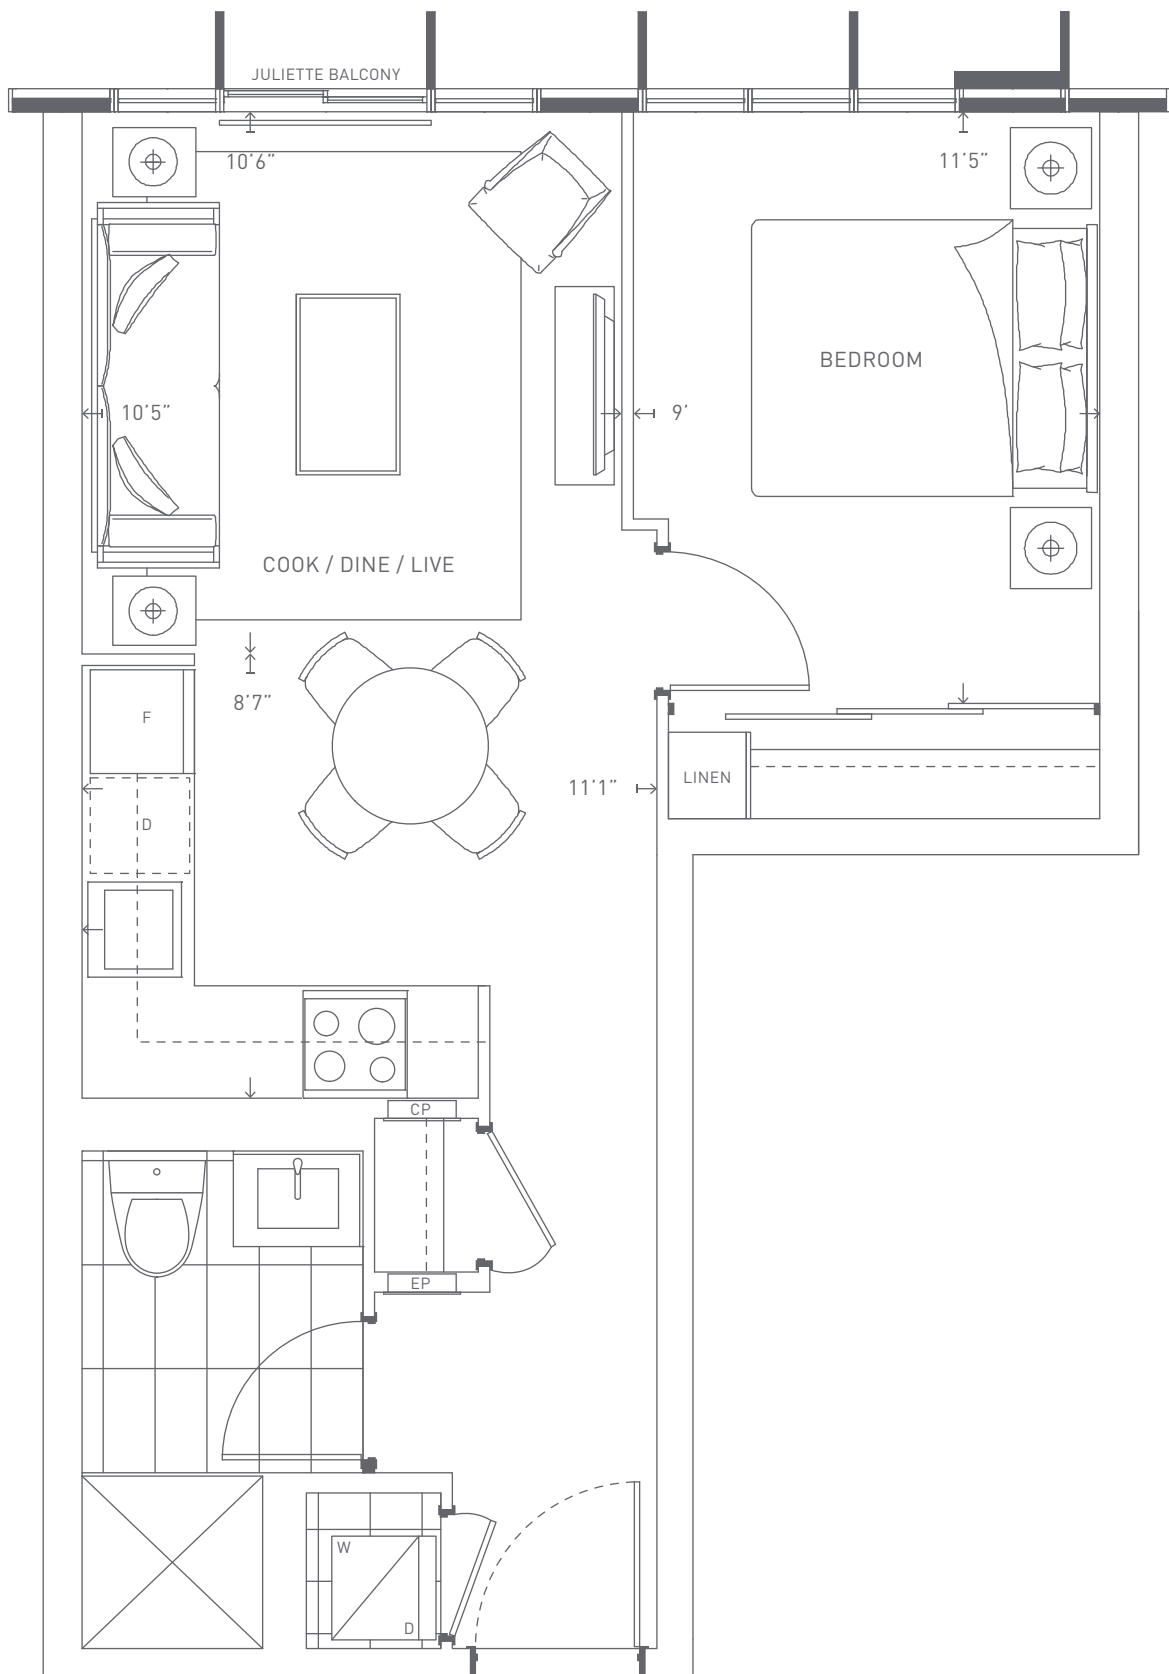 JULIETTE BALCONY
10'6"
11'5"
BEDROOM
10'5"
9'
COOK / DINE / LIVE
8'7"
F
11'1"
LINEN
D
CP
EP
W
D